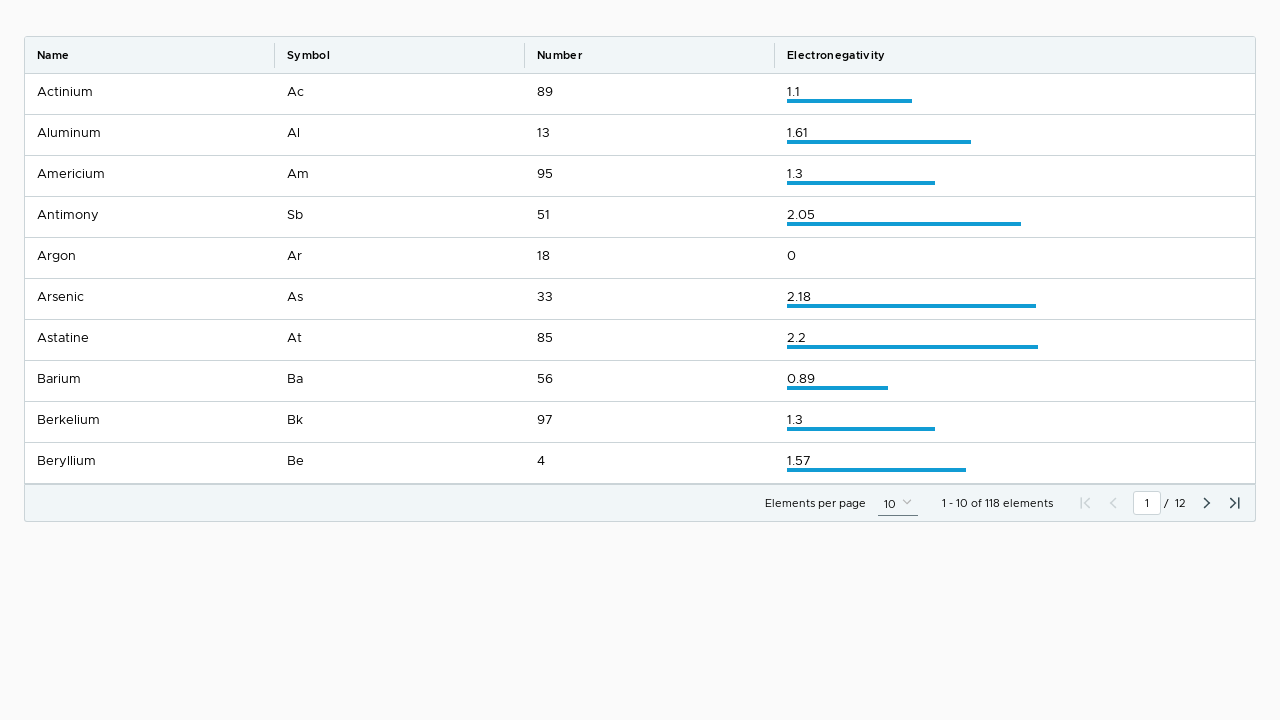 Name Symbol Number Electronegativity
Actinium Ac 89 1.1
Aluminum Al 13 1.61
Americium Am 95 1.3
Antimony Sb 51 2.05
Argon Ar 18 0
Arsenic As 33 2.18
Astatine At 85 2.2
Barium Ba 56 0.89
Berkelium Bk 97 1.3
Beryllium Be 4 1.57
Elements per page 10 1 - 10 of 118 elements 1 / 12